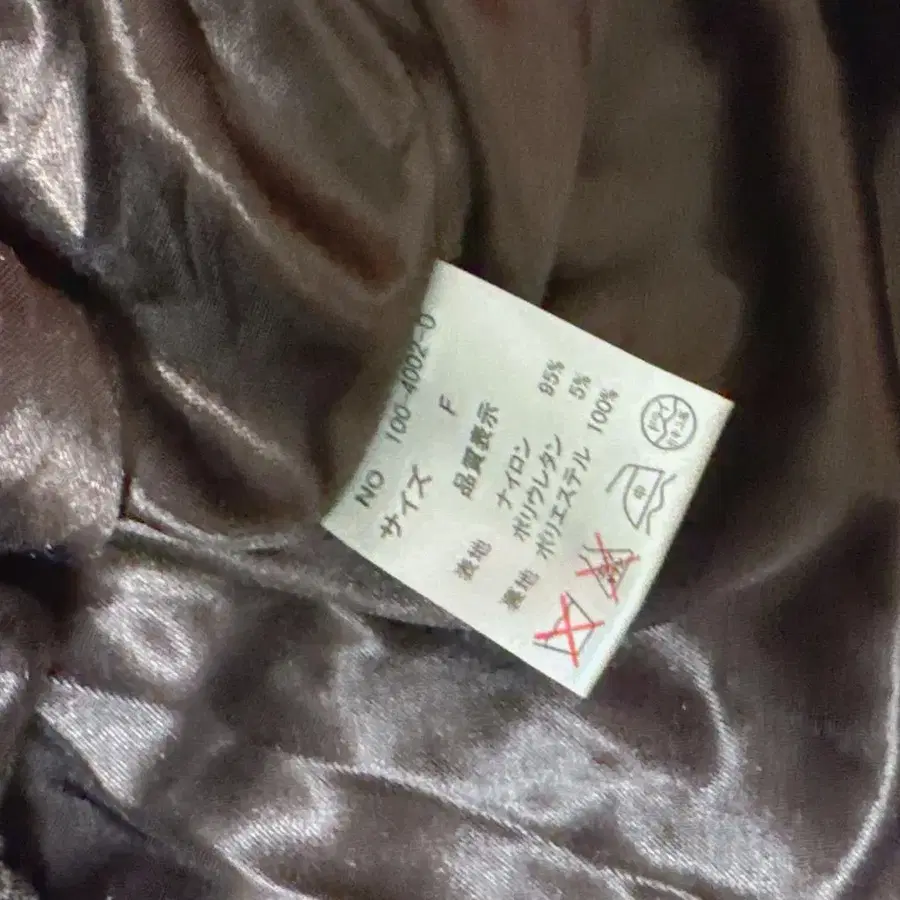 NO 100-4002-0
サイズ F
品質表示
表地 ナイロン 95%
ポリウレタン 5%
裏地 ポリエステル 100%
中